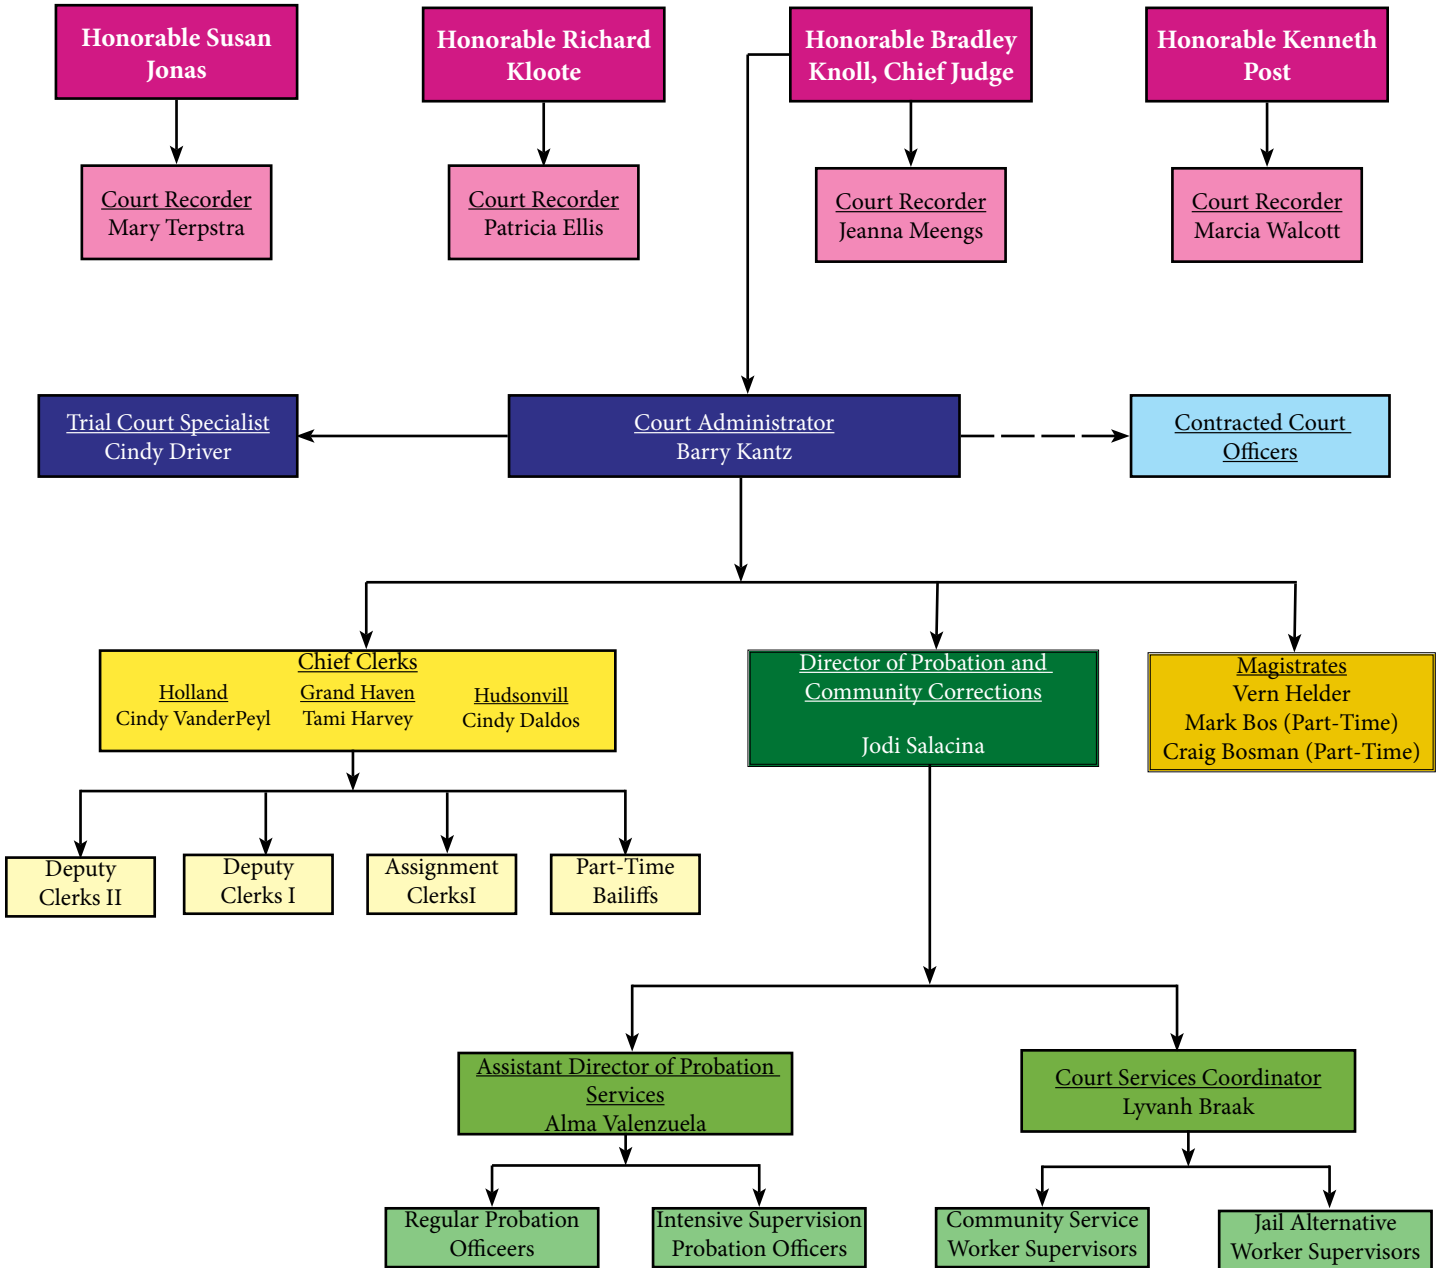 Honorable Susan
Jonas
Honorable Richard
Kloote
Honorable Bradley
Knoll, Chief Judge
Honorable Kenneth
Post
Court Recorder
Mary Terpstra
Court Recorder
Patricia Ellis
Court Recorder
Jeanna Meengs
Court Recorder
Marcia Walcott
Trial Court Specialist
Cindy Driver
Court Administrator
Barry Kantz
Contracted Court
Officers
Chief Clerks
Holland
Cindy VanderPeyl
Grand Haven
Tami Harvey
Hudsonvill
Cindy Daldos
Director of Probation and
Community Corrections
Jodi Salacina
Magistrates
Vern Helder
Mark Bos (Part-Time)
Craig Bosman (Part-Time)
Deputy
Clerks II
Deputy
Clerks I
Assignment
ClerksI
Part-Time
Bailiffs
Assistant Director of Probation
Services
Alma Valenzuela
Court Services Coordinator
Lyvanh Braak
Regular Probation
Officeers
Intensive Supervision
Probation Officers
Community Service
Worker Supervisors
Jail Alternative
Worker Supervisors